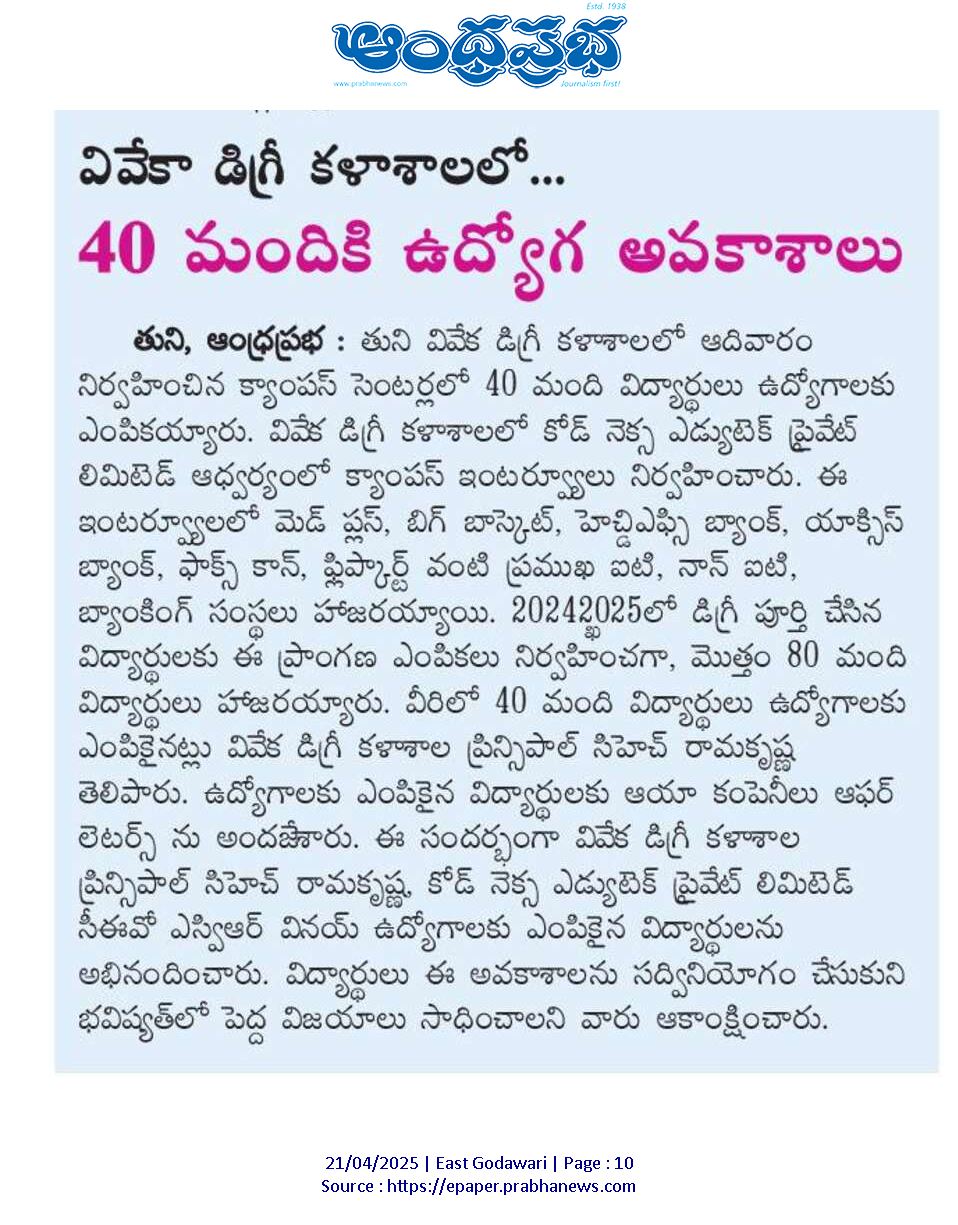 Estd. 1938
ఆంధ్రప్రభ
www.prabhanews.com
Journalism first!
వివేకా డిగ్రీ కళాశాలలో...
40 మందికి ఉద్యోగ అవకాశాలు
తుని, ఆంధ్రప్రభ : తుని వివేక డిగ్రీ కళాశాలలో ఆదివారం
నిర్వహించిన క్యాంపస్ సెంటర్లలో 40 మంది విద్యార్థులు ఉద్యోగాలకు
ఎంపికయ్యారు. వివేక డిగ్రీ కళాశాలలో కోడ్ నెక్స ఎడ్యుటెక్ ప్రైవేట్
లిమిటెడ్ ఆధ్వర్యంలో క్యాంపస్ ఇంటర్వ్యూలు నిర్వహించారు. ఈ
ఇంటర్వ్యూలలో మెడ్ ప్లస్, బిగ్ బాస్కెట్, హెచ్డిఎఫ్సి బ్యాంక్, యాక్సిస్
బ్యాంక్, ఫాక్స్ కాన్, ఫ్లిప్కార్ట్ వంటి ప్రముఖ ఐటి, నాన్ ఐటి,
బ్యాంకింగ్ సంస్థలు హాజరయ్యాయి. 20242025లో డిగ్రీ పూర్తి చేసిన
విద్యార్థులకు ఈ ప్రాంగణ ఎంపికలు నిర్వహించగా, మొత్తం 80 మంది
విద్యార్థులు హాజరయ్యారు. వీరిలో 40 మంది విద్యార్థులు ఉద్యోగాలకు
ఎంపికైనట్లు వివేక డిగ్రీ కళాశాల ప్రిన్సిపాల్ సిహెచ్ రామకృష్ణ
తెలిపారు. ఉద్యోగాలకు ఎంపికైన విద్యార్థులకు ఆయా కంపెనీలు ఆఫర్
లెటర్స్ ను అందజేశారు. ఈ సందర్భంగా వివేక డిగ్రీ కళాశాల
ప్రిన్సిపాల్ సిహెచ్ రామకృష్ణ, కోడ్ నెక్స ఎడ్యుటెక్ ప్రైవేట్ లిమిటెడ్
సీఈవో ఎస్విఆర్ వినయ్ ఉద్యోగాలకు ఎంపికైన విద్యార్థులను
అభినందించారు. విద్యార్థులు ఈ అవకాశాలను సద్వినియోగం చేసుకుని
భవిష్యత్‌లో పెద్ద విజయాలు సాధించాలని వారు ఆకాంక్షించారు.
21/04/2025 | East Godawari | Page : 10
Source : https://epaper.prabhanews.com